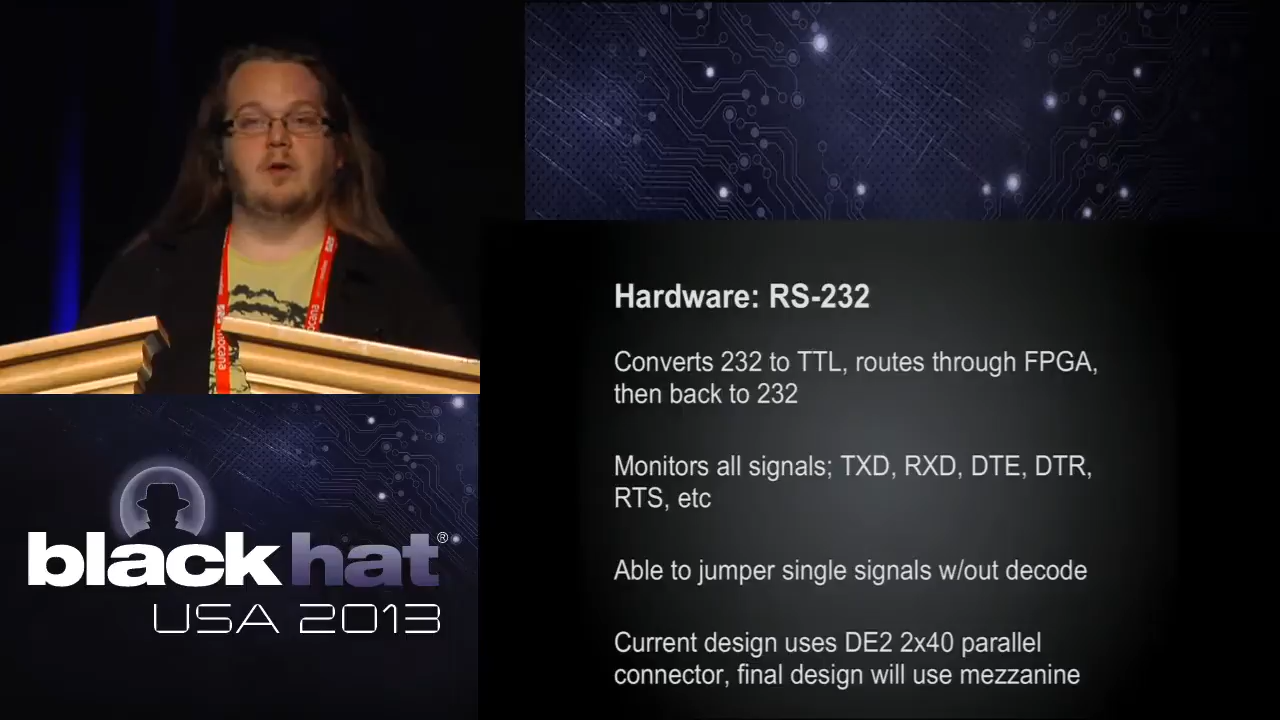 Hardware: RS-232
Converts 232 to TTL, routes through FPGA,
then back to 232
Monitors all signals; TXD, RXD, DTE, DTR,
RTS, etc
Able to jumper single signals w/out decode
Current design uses DE2 2x40 parallel
connector, final design will use mezzanine
black hat®
USA 2013